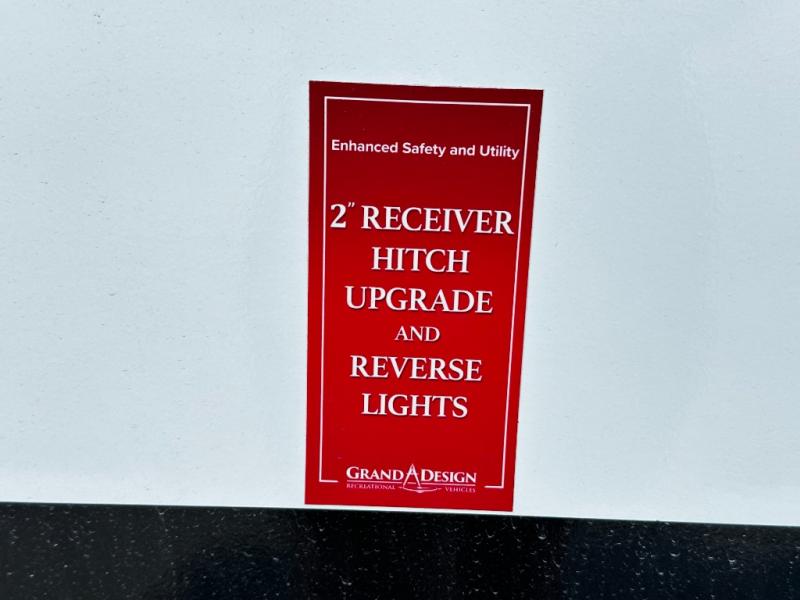 Enhanced Safety and Utility
2" RECEIVER
HITCH
UPGRADE
AND
REVERSE
LIGHTS
GRAND DESIGN
RECREATIONAL VEHICLES